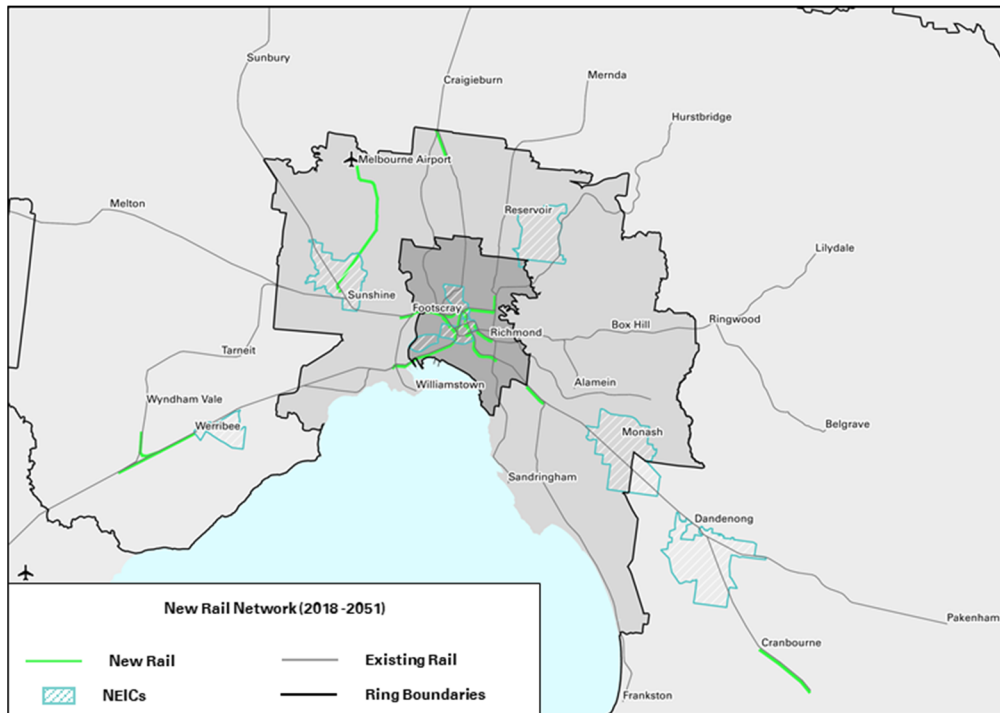 Sunbury
Craigieburn
Mernda
Hurstbridge
Melbourne Airport
Melton
Reservoir
Lilydale
Sunshine
Footscray
Richmond
Box Hill
Ringwood
Tarneit
Williamstown
Alamein
Wyndham Vale
Werribee
Monash
Belgrave
Sandringham
Dandenong
Pakenham
Cranbourne
Frankston
New Rail Network (2018-2051)
New Rail
Existing Rail
NEICs
Ring Boundaries